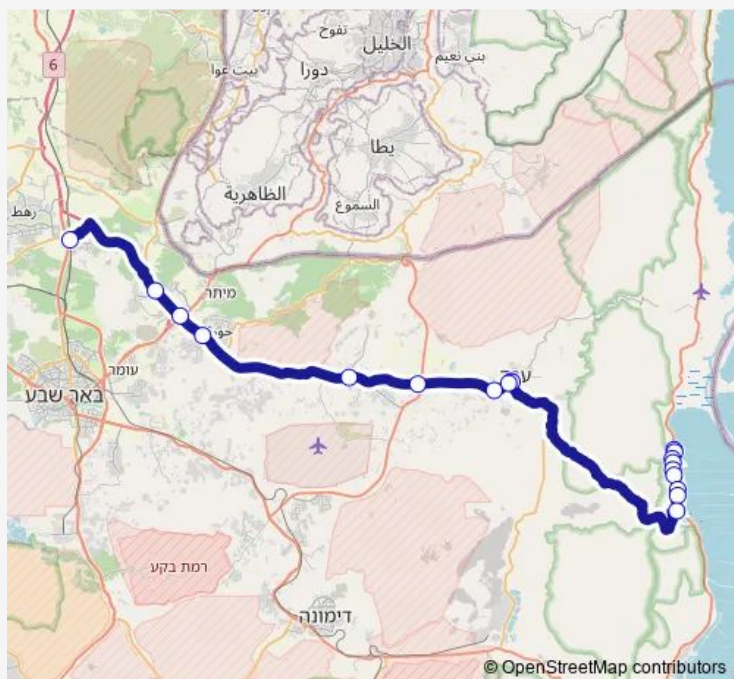 تفوح
الخليل
6
بيت عوا
دورا
بني نعيم
يطا
الظاهرية
السموع
רהט
מיתר
עומר
באר שבע
רמת בקע
דימונה
© OpenStreetMap contributors